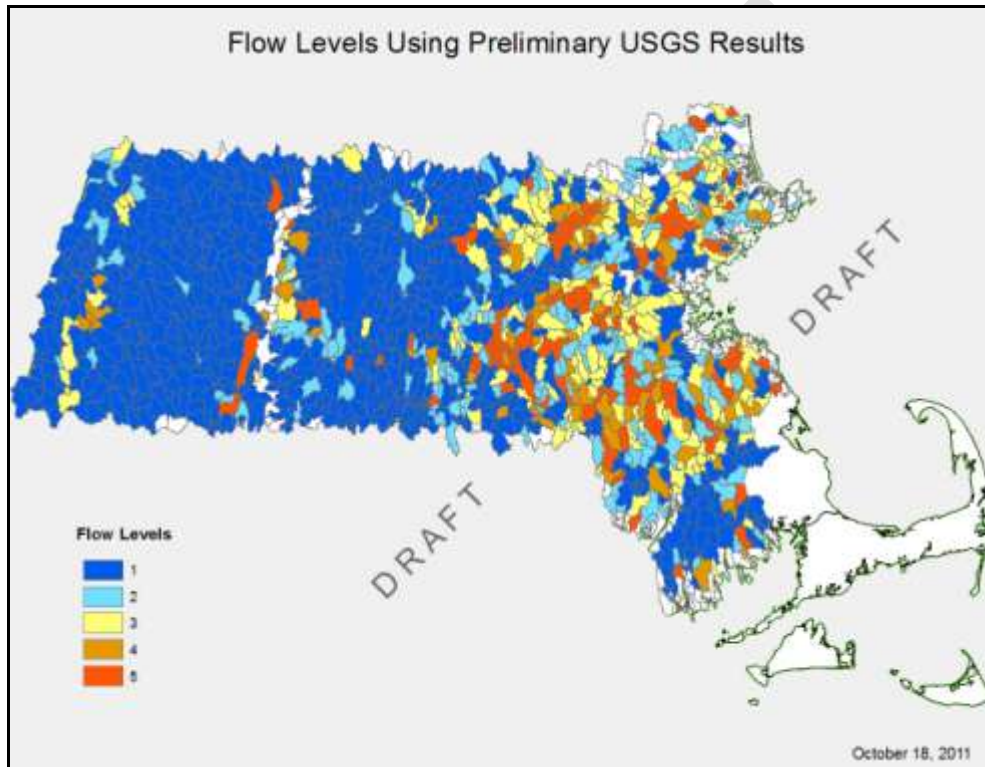 Flow Levels Using Preliminary USGS Results
DRAFT
DRAFT
Flow Levels
1
2
3
4
5
October 18, 2011